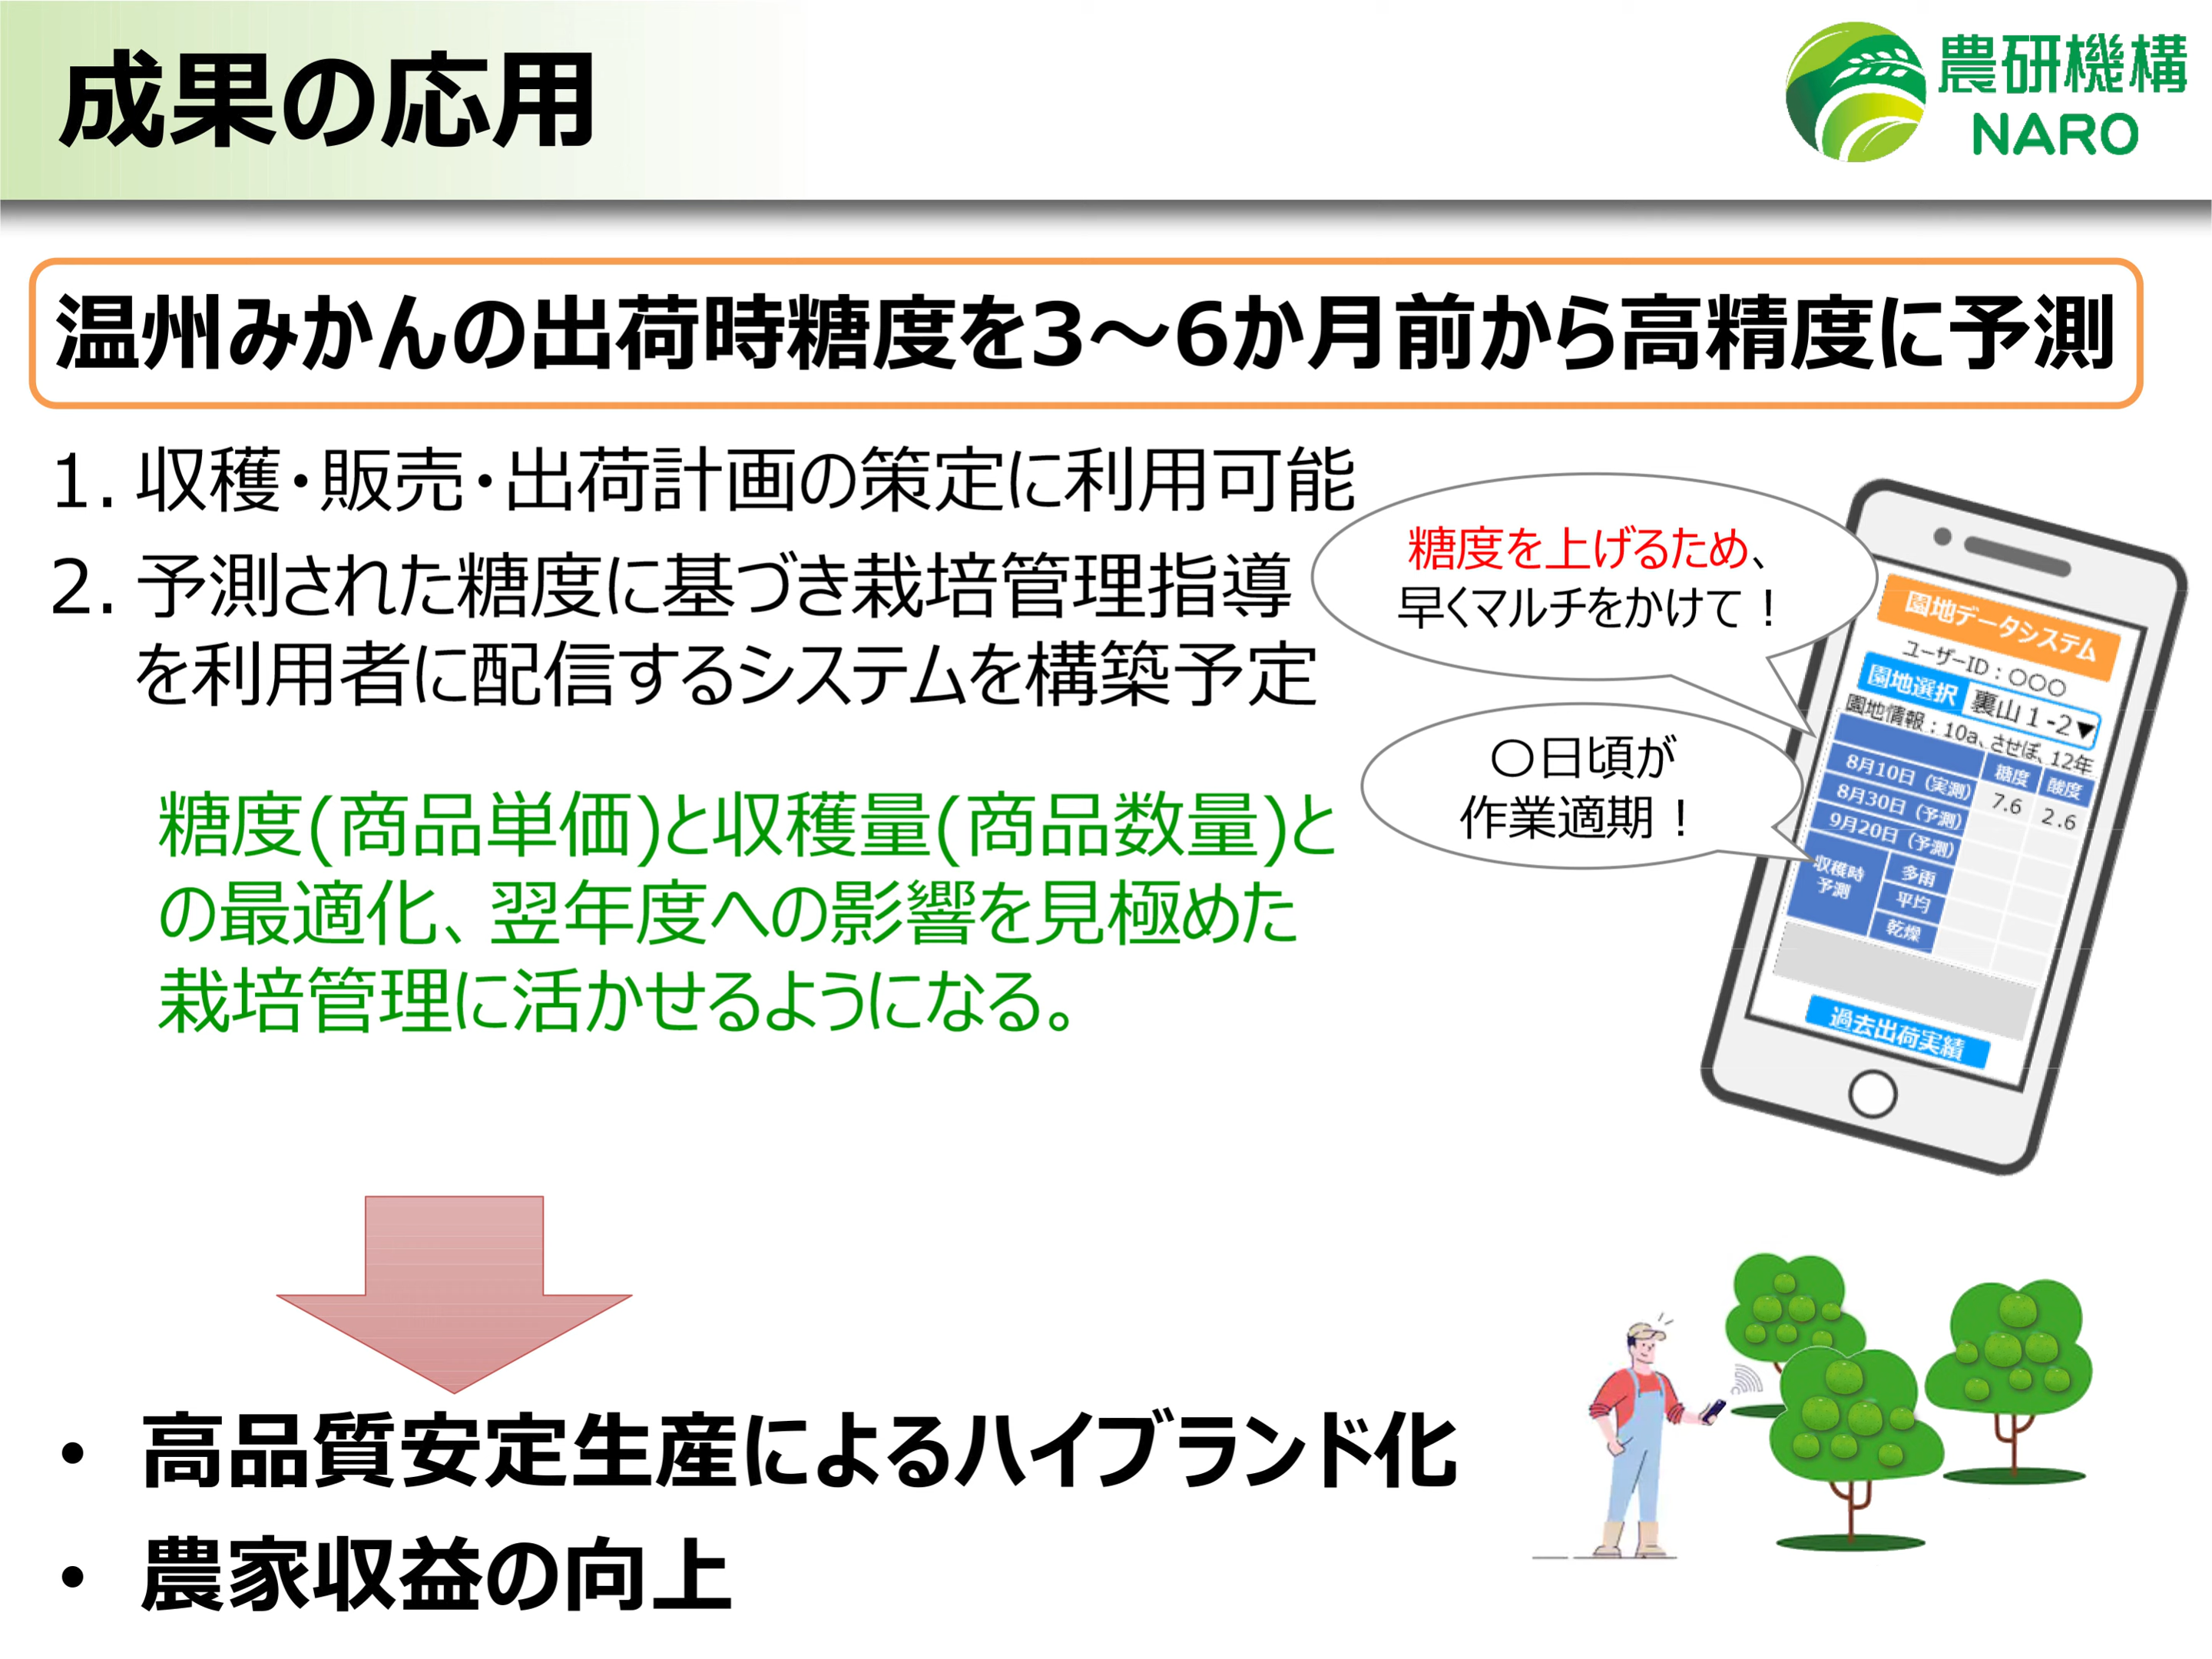 成果の応用
農研機構
NARO
温州みかんの出荷時糖度を3～6か月前から高精度に予測
1. 収穫・販売・出荷計画の策定に利用可能
2. 予測された糖度に基づき栽培管理指導
を利用者に配信するシステムを構築予定
糖度(商品単価)と収穫量(商品数量)と
の最適化、翌年度への影響を見極めた
栽培管理に活かせるようになる。
糖度を上げるため、
早くマルチをかけて！
〇日頃が
作業適期！
園地データシステム
ユーザーID：〇〇〇
園地選択 裏山１-２▼
園地情報：10a、させぼ、12年
糖度 酸度
8月10日（実測） 7.6 2.6
8月30日（予測）
9月20日（予測）
収穫時
予測
多雨
平均
乾燥
過去出荷実績
• 高品質安定生産によるハイブランド化
• 農家収益の向上